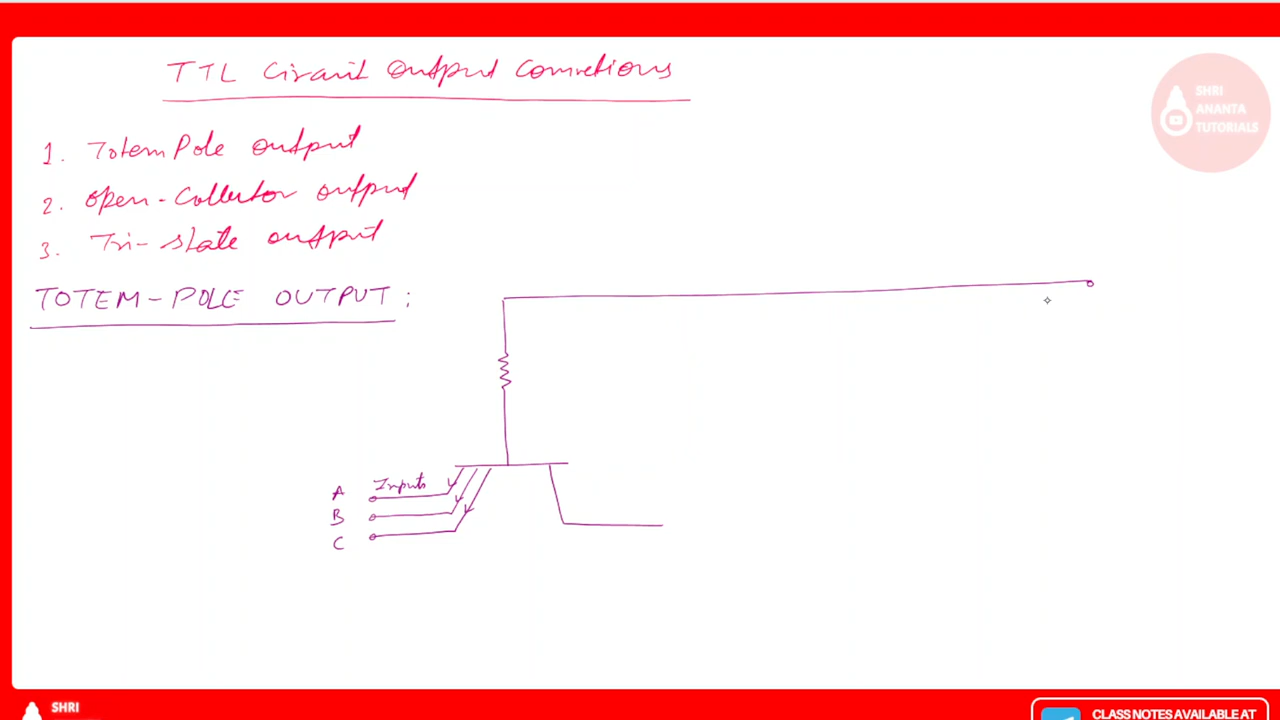 TTL Circuit Output Connections
SHRI
ANANTA
TUTORIALS
1. Totem Pole output
2. Open-Collector output
3. Tri-state output
TOTEM-POLE OUTPUT :
Inputs
A
B
C
SHRI
CLASS NOTES AVAILABLE AT